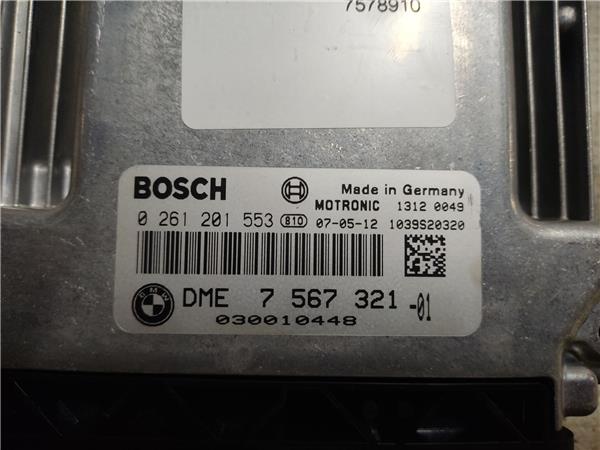 7578910
BOSCH Made in Germany
MOTRONIC 1312 0049
0 261 201 553 810 07-05-12 1039S20320
BMW DME 7 567 321 -01
030010448